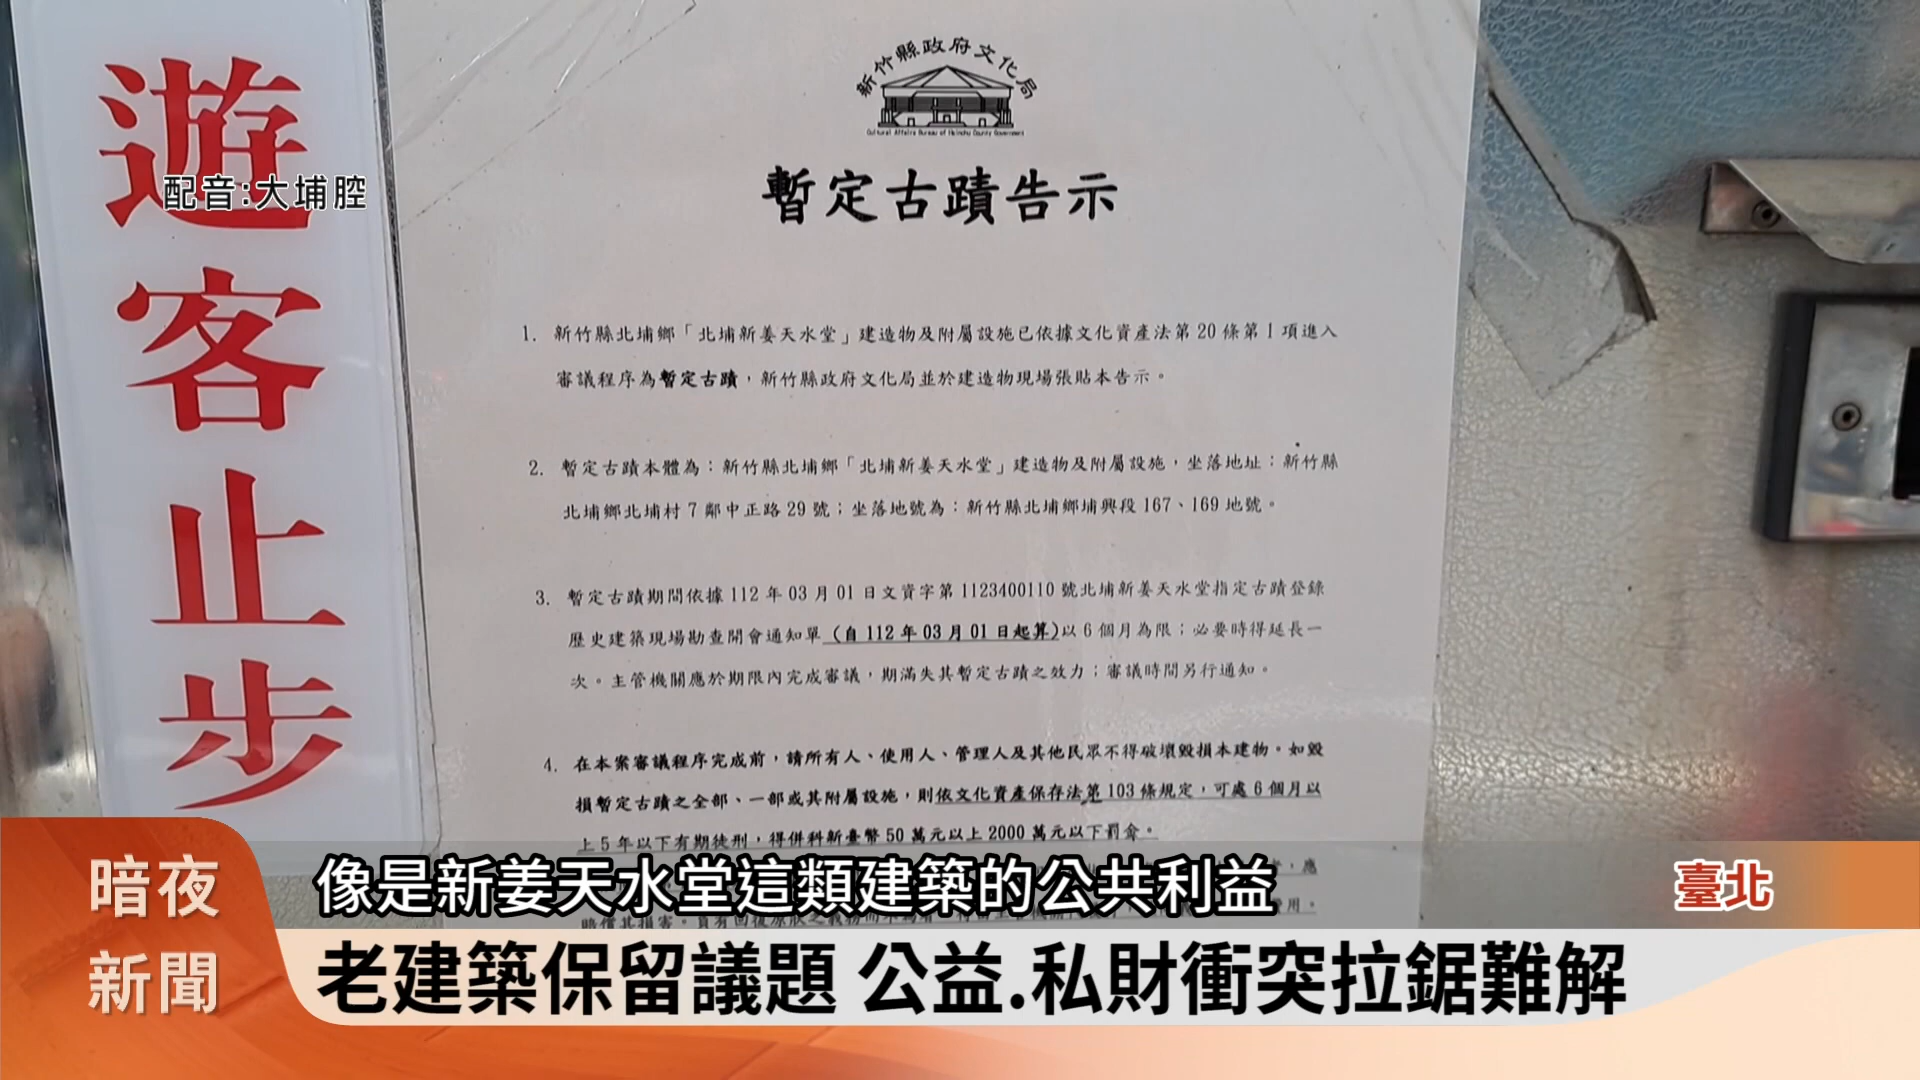 遊客止步
配音:大埔腔
新竹縣政府文化局
Cultural Affairs Bureau of Hsinchu County Government
暫定古蹟告示
1. 新竹縣北埔鄉「北埔新姜天水堂」建造物及附屬設施已依據文化資產法第20條第1項進入
審議程序為暫定古蹟，新竹縣政府文化局並於建造物現場張貼本告示。
2. 暫定古蹟本體為：新竹縣北埔鄉「北埔新姜天水堂」建造物及附屬設施，坐落地址：新竹縣
北埔鄉北埔村7鄰中正路29號；坐落地號為：新竹縣北埔鄉埔興段167、169地號。
3. 暫定古蹟期間依據112年03月01日文資字第1123400110號北埔新姜天水堂指定古蹟登錄
歷史建築現場勘查開會通知單(自112年03月01日起算)以6個月為限；必要時得延長一
次。主管機關應於期限內完成審議，期滿失其暫定古蹟之效力；審議時間另行通知。
4. 在本案審議程序完成前，請所有人、使用人、管理人及其他民眾不得破壞毀損本建物。如毀
損暫定古蹟之全部、一部或其附屬設施，則依文化資產保存法第103條規定，可處6個月以
上5年以下有期徒刑，得併科新臺幣50萬元以上2000萬元以下罰金。
像是新姜天水堂這類建築的公共利益
臺北
暗夜
新聞
老建築保留議題 公益.私財衝突拉鋸難解